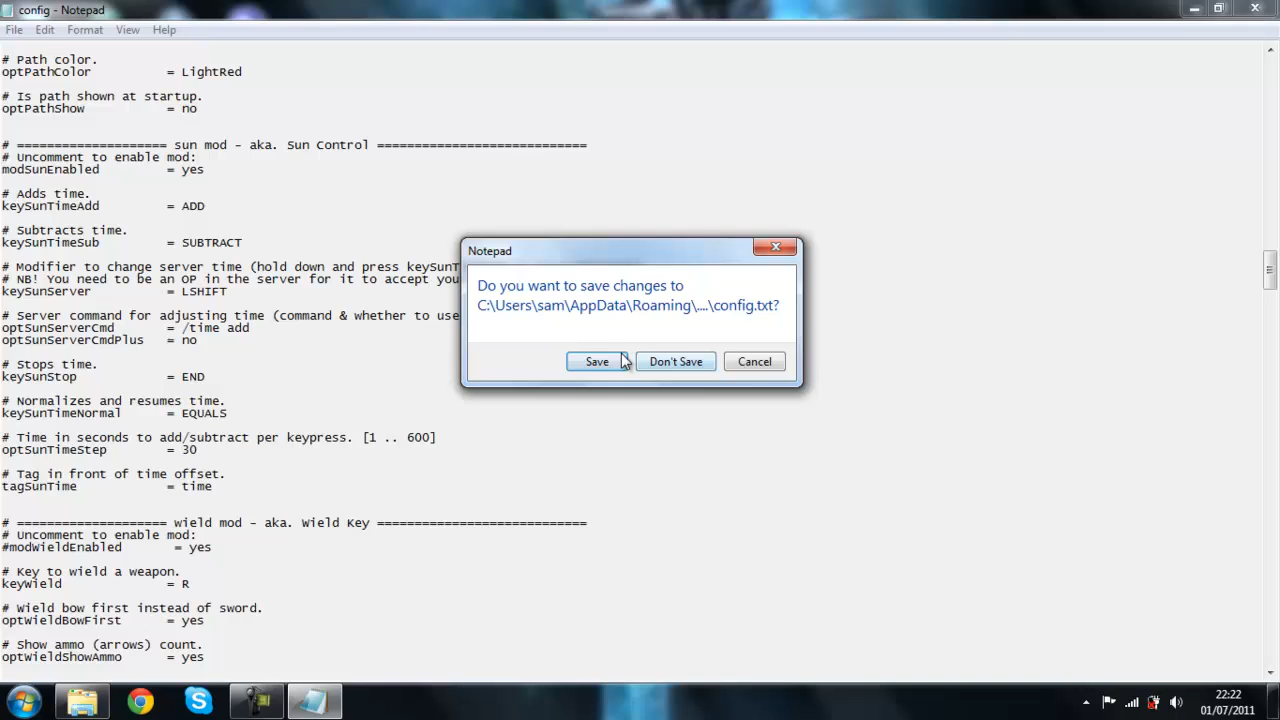 config - Notepad
File Edit Format View Help
# Path color.
optPathColor = LightRed
# Is path shown at startup.
optPathShow = no
# ==================== sun mod - aka. Sun Control ============================
# Uncomment to enable mod:
modSunEnabled = yes
# Adds time.
keySunTimeAdd = ADD
# Subtracts time.
keySunTimeSub = SUBTRACT
# Modifier to change server time (hold down and press keySunT
# NB! You need to be an OP in the server for it to accept you
keySunServer = LSHIFT
# Server command for adjusting time (command & whether to use
optSunServerCmd = /time add
optSunServerCmdPlus = no
# Stops time.
keySunStop = END
# Normalizes and resumes time.
keySunTimeNormal = EQUALS
# Time in seconds to add/subtract per keypress. [1 .. 600]
optSunTimeStep = 30
# Tag in front of time offset.
tagSunTime = time
# ==================== wield mod - aka. Wield Key ============================
# Uncomment to enable mod:
#modWieldEnabled = yes
# Key to wield a weapon.
keyWield = R
# Wield bow first instead of sword.
optWieldBowFirst = yes
# Show ammo (arrows) count.
optWieldShowAmmo = yes
Notepad
Do you want to save changes to
C:\Users\sam\AppData\Roaming\....\config.txt?
Save Don't Save Cancel
22:22
01/07/2011